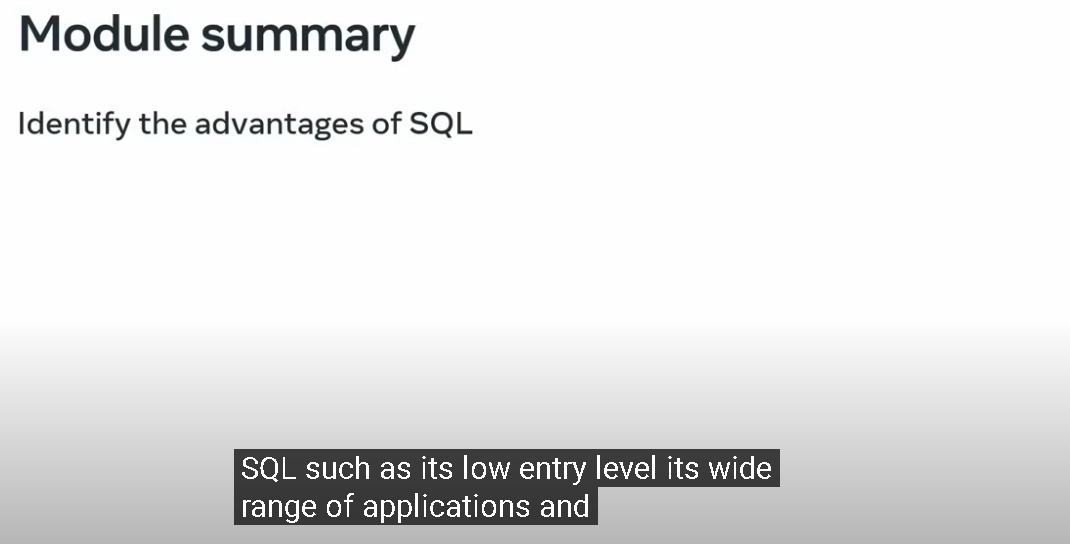 Module summary
Identify the advantages of SQL
SQL such as its low entry level its wide
range of applications and